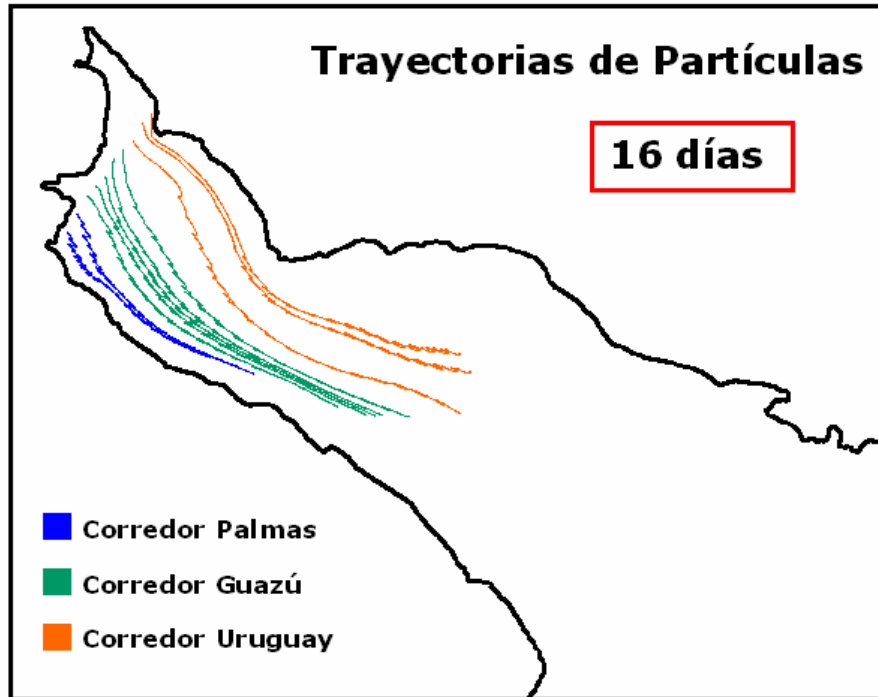 Trayectorias de Partículas
16 días
Corredor Palmas
Corredor Guazú
Corredor Uruguay